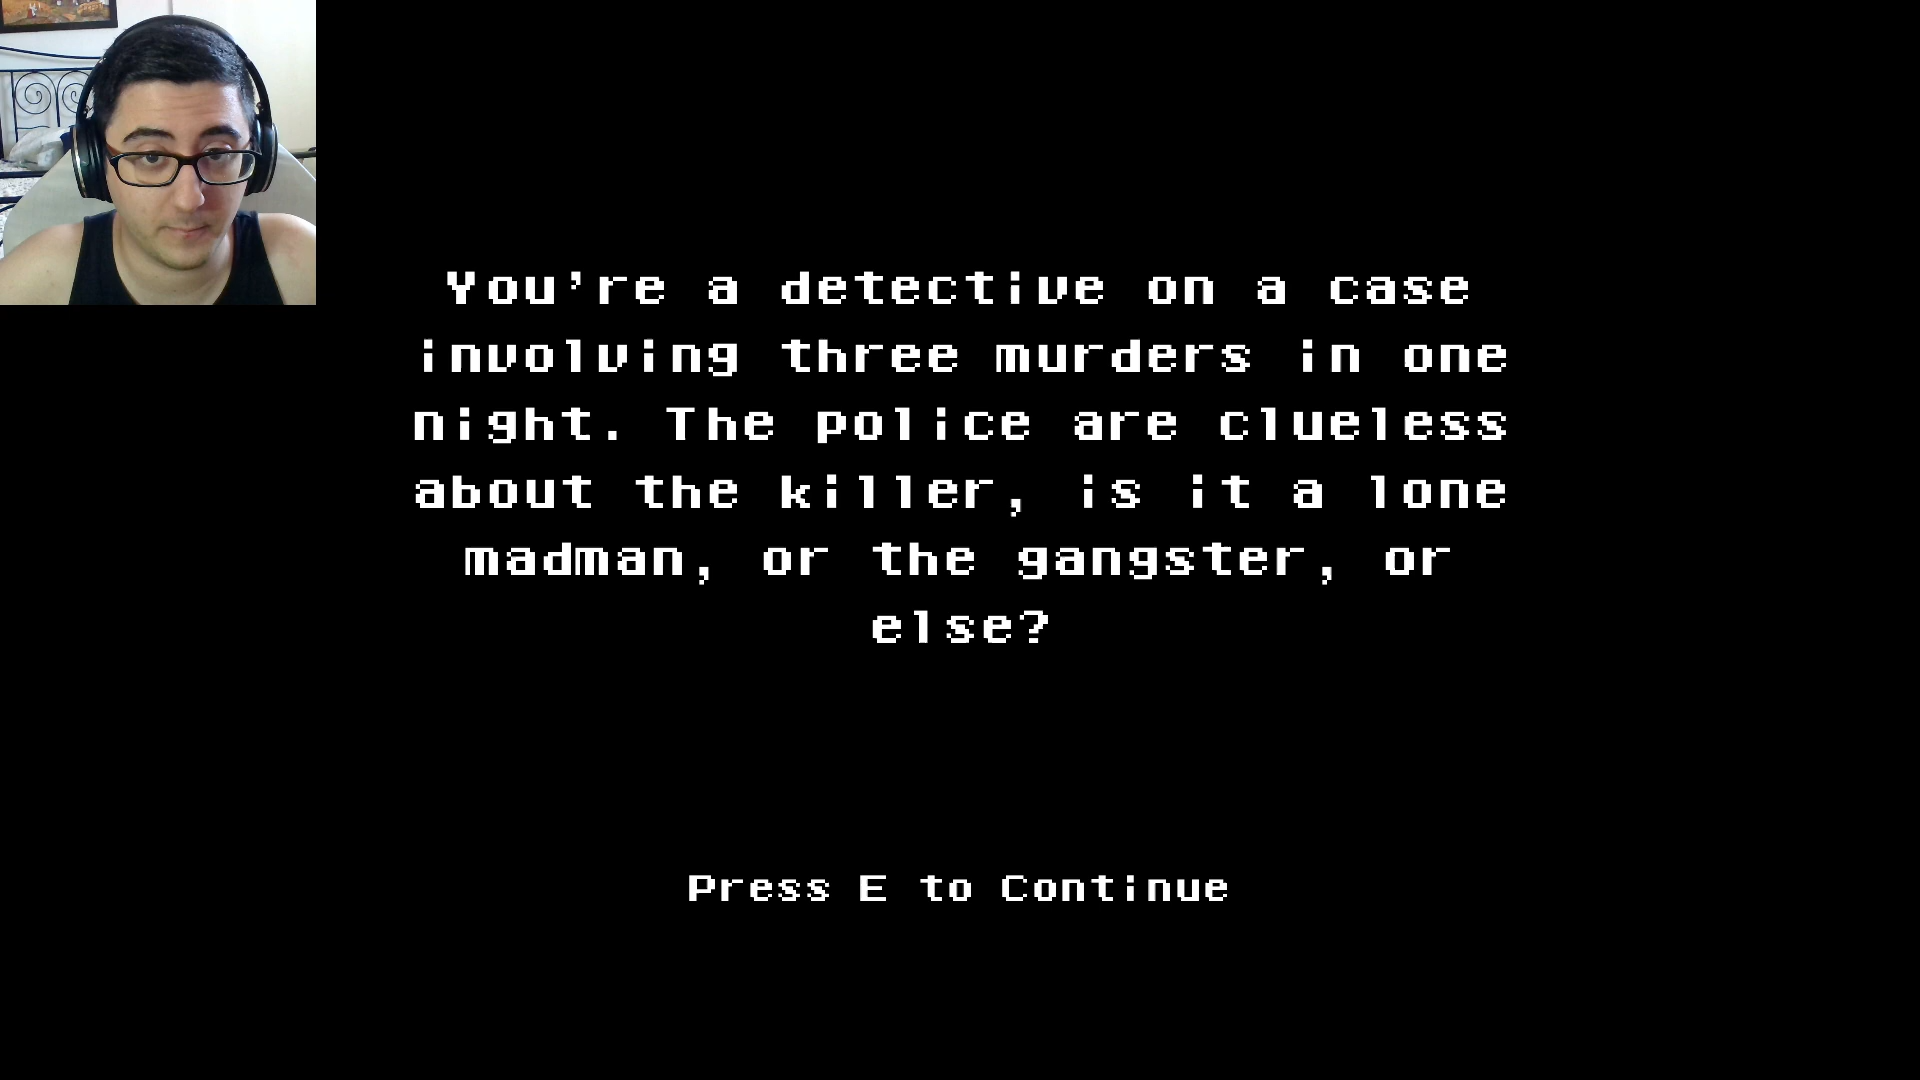 You're a detective on a case
involving three murders in one
night. The police are clueless
about the killer, is it a lone
madman, or the gangster, or
else?
Press E to Continue